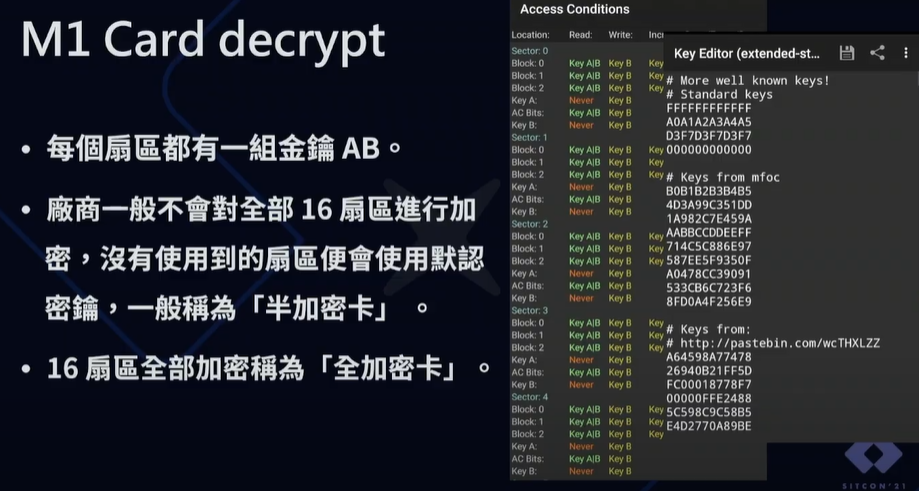 M1 Card decrypt
• 每個扇區都有一組金鑰 AB。
• 廠商一般不會對全部 16 扇區進行加
密，沒有使用到的扇區便會使用默認
密鑰，一般稱為「半加密卡」 。
• 16 扇區全部加密稱為「全加密卡」 。
Access Conditions
Location: Read: Write: Incr
Sector: 0
Block: 0 Key A|B Key B Key
Block: 1 Key A|B Key B Key
Block: 2 Key A|B Key B Key
Key A: Never Key B
AC Bits: Key A|B Key B
Key B: Never Key B
Sector: 1
Block: 0 Key A|B Key B Key
Block: 1 Key A|B Key B Key
Block: 2 Key A|B Key B Key
Key A: Never Key B
AC Bits: Key A|B Key B
Key B: Never Key B
Sector: 2
Block: 0 Key A|B Key B Key
Block: 1 Key A|B Key B Key
Block: 2 Key A|B Key B Key
Key A: Never Key B
AC Bits: Key A|B Key B
Key B: Never Key B
Sector: 3
Block: 0 Key A|B Key B Key
Block: 1 Key A|B Key B Key
Block: 2 Key A|B Key B Key
Key A: Never Key B
AC Bits: Key A|B Key B
Key B: Never Key B
Sector: 4
Block: 0 Key A|B Key B Key
Block: 1 Key A|B Key B Key
Block: 2 Key A|B Key B Key
Key A: Never Key B
AC Bits: Key A|B Key B
Key B: Never Key B
Key Editor (extended-st...
# More well known keys!
# Standard keys
FFFFFFFFFFFF
A0A1A2A3A4A5
D3F7D3F7D3F7
000000000000
# Keys from mfoc
B0B1B2B3B4B5
4D3A99C351DD
1A982C7E459A
AABBCCDDEEFF
714C5C886E97
587EE5F9350F
A0478CC39091
533CB6C723F6
8FD0A4F256E9
# Keys from:
# http://pastebin.com/wcTHXLZZ
A64598A77478
26940B21FF5D
FC00018778F7
00000FFE2488
5C598C9C58B5
E4D2770A89BE
SITCON'21